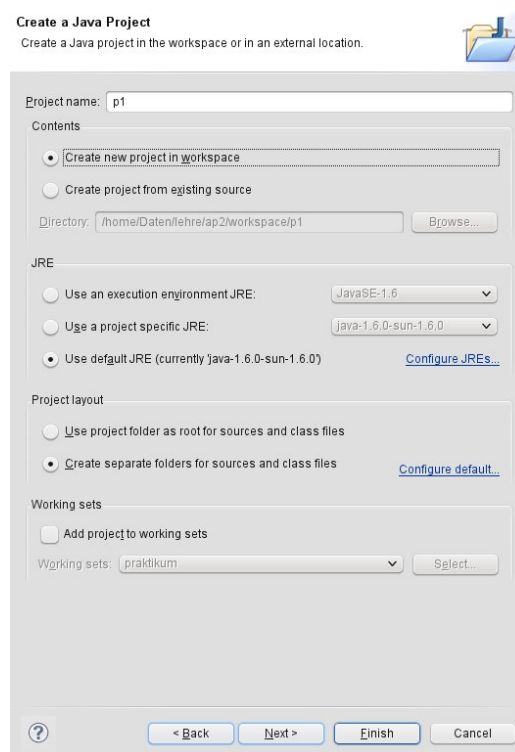 Create a Java Project
Create a Java project in the workspace or in an external location.
Project name: p1
Contents
Create new project in workspace
Create project from existing source
Directory: /home/Daten/lehre/ap2/workspace/p1 Browse...
JRE
Use an execution environment JRE: JavaSE-1.6
Use a project specific JRE: java-1.6.0-sun-1.6.0
Use default JRE (currently 'java-1.6.0-sun-1.6.0') Configure JREs...
Project layout
Use project folder as root for sources and class files
Create separate folders for sources and class files Configure default...
Working sets
Add project to working sets
Working sets: praktikum Select...
? < Back Next > Finish Cancel